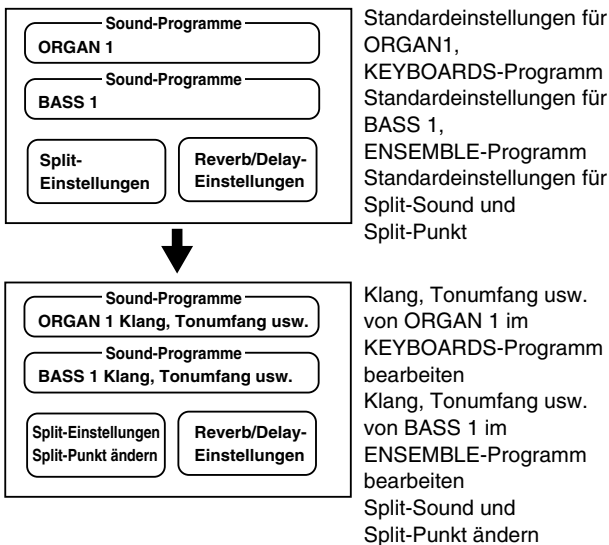 Sound-Programme
ORGAN 1
Sound-Programme
BASS 1
Split-
Einstellungen
Reverb/Delay-
Einstellungen
Standardeinstellungen für
ORGAN1,
KEYBOARDS-Programm
Standardeinstellungen für
BASS 1,
ENSEMBLE-Programm
Standardeinstellungen für
Split-Sound und
Split-Punkt
Sound-Programme
ORGAN 1 Klang, Tonumfang usw.
Sound-Programme
BASS 1 Klang, Tonumfang usw.
Split-Einstellungen
Split-Punkt ändern
Reverb/Delay-
Einstellungen
Klang, Tonumfang usw.
von ORGAN 1 im
KEYBOARDS-Programm
bearbeiten
Klang, Tonumfang usw.
von BASS 1 im
ENSEMBLE-Programm
bearbeiten
Split-Sound und
Split-Punkt ändern